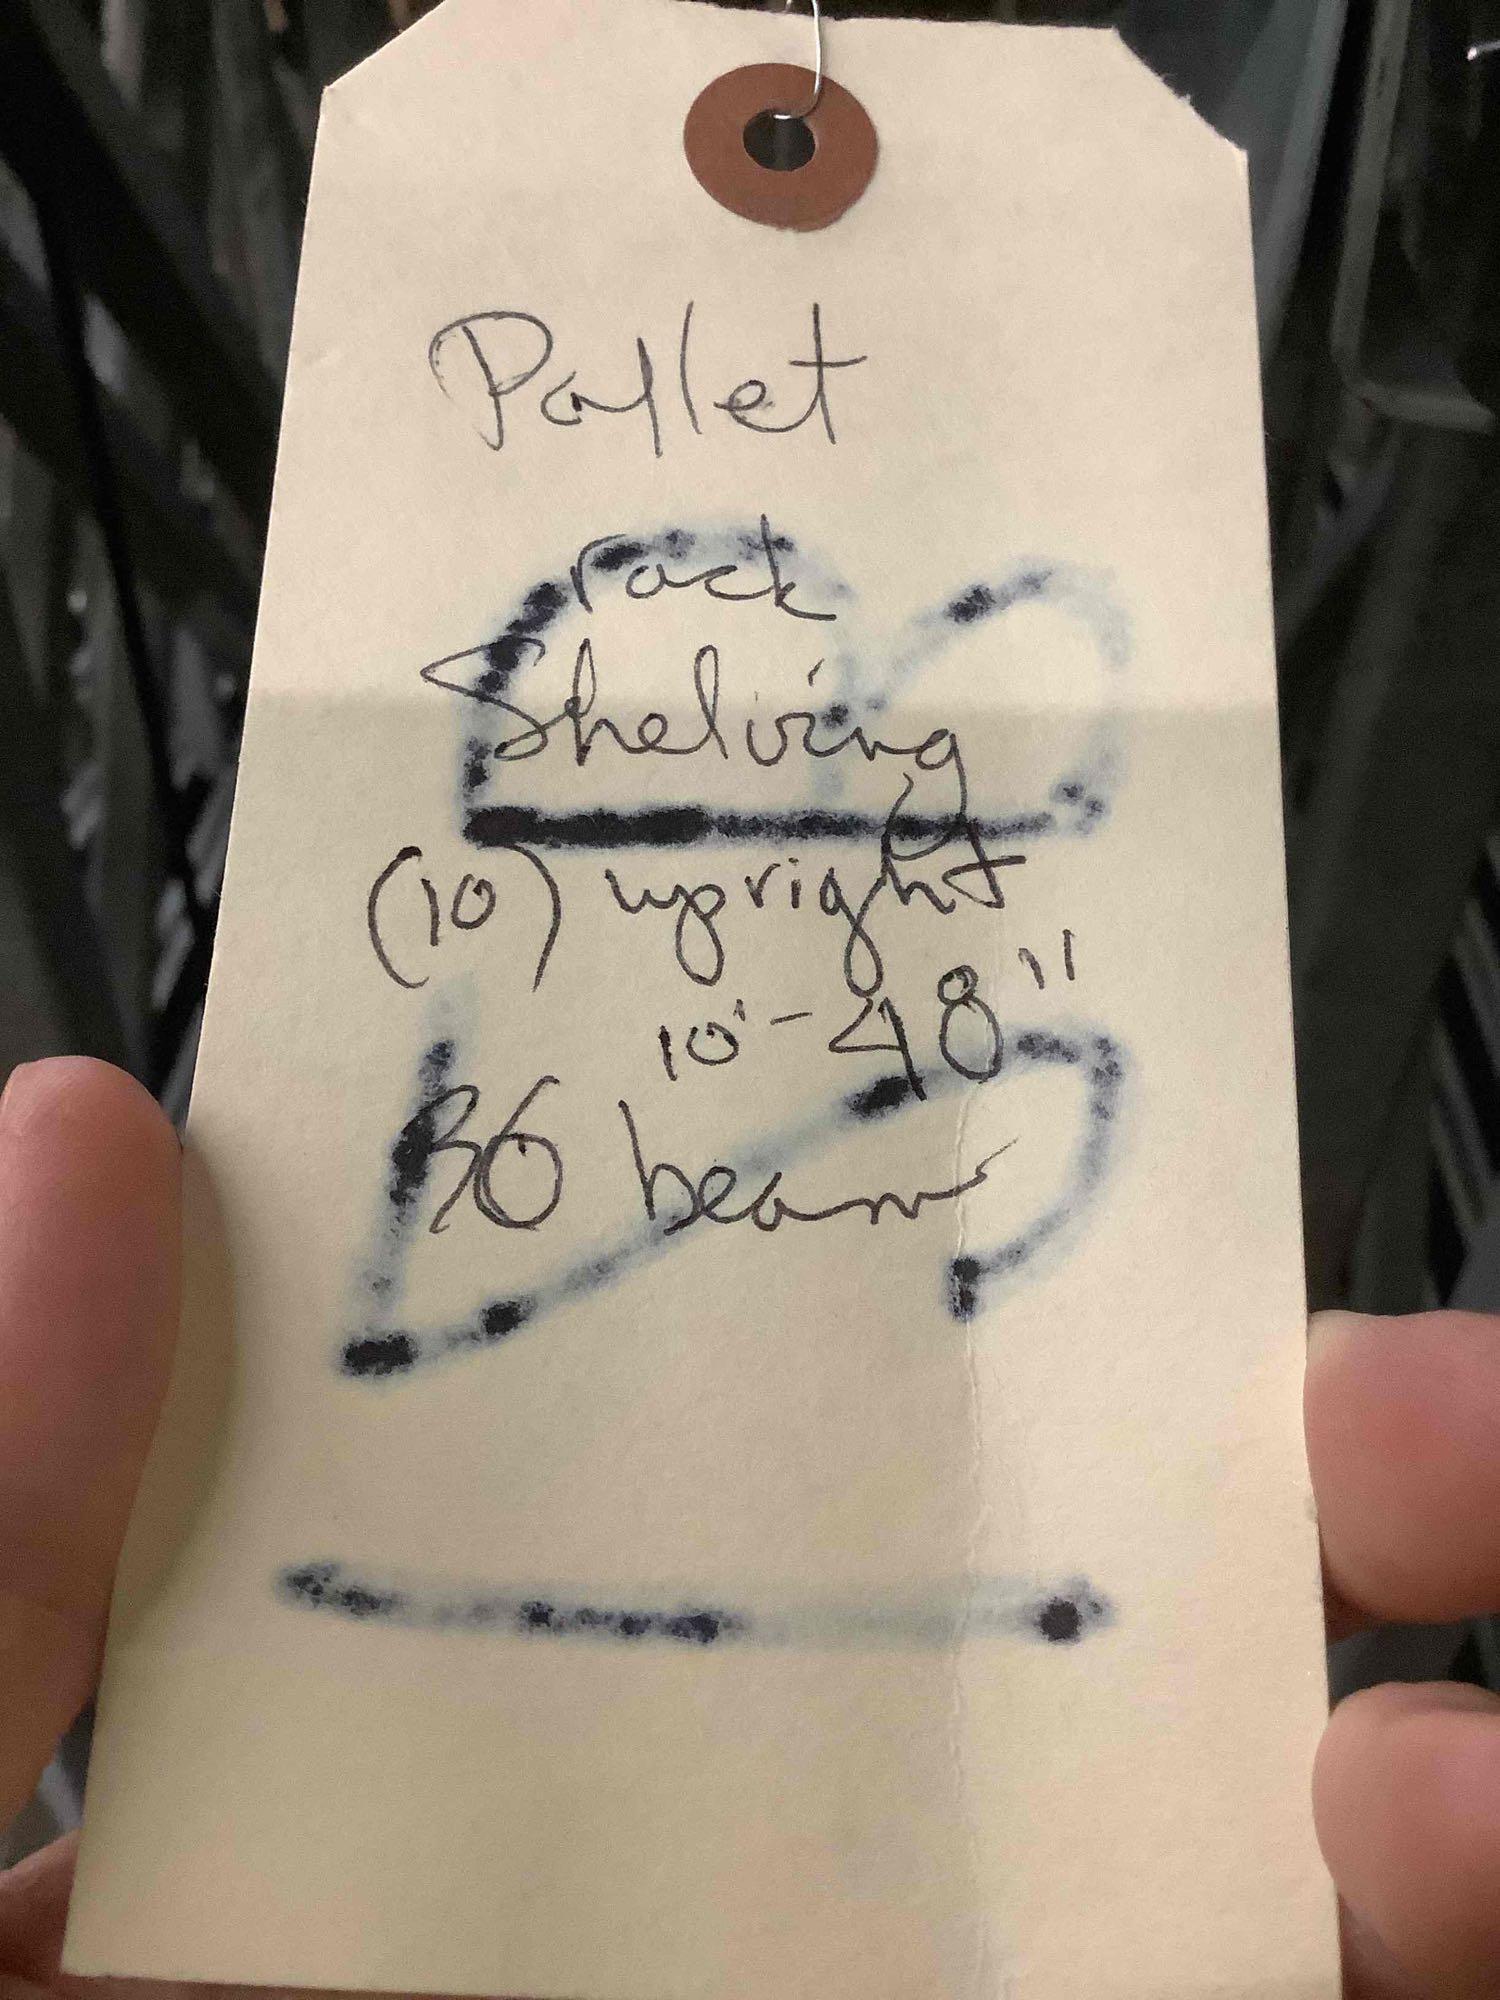 Pallet
rack
Shelving
(10) upright
10'-48"
36 beams